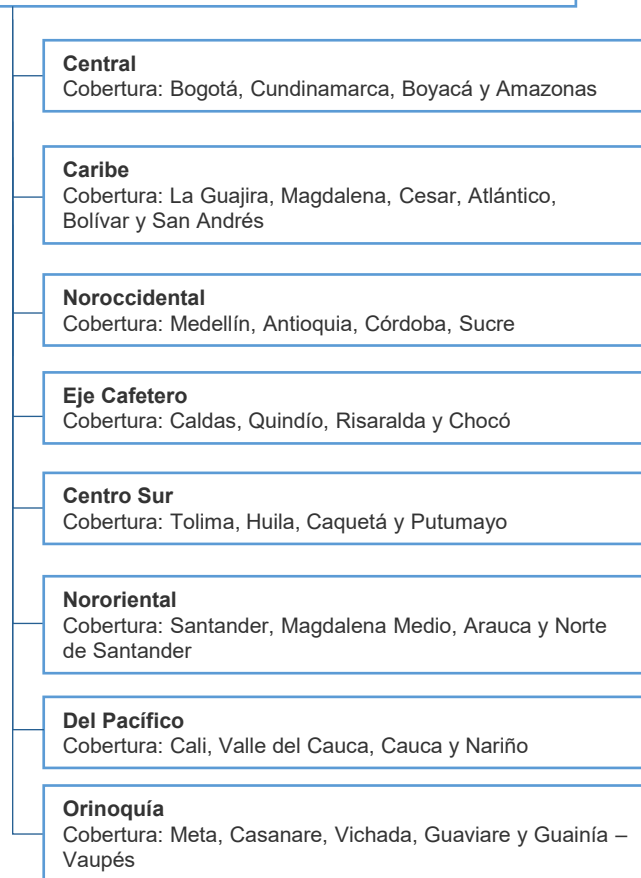 Central
Cobertura: Bogotá, Cundinamarca, Boyacá y Amazonas
Caribe
Cobertura: La Guajira, Magdalena, Cesar, Atlántico,
Bolívar y San Andrés
Noroccidental
Cobertura: Medellín, Antioquia, Córdoba, Sucre
Eje Cafetero
Cobertura: Caldas, Quindío, Risaralda y Chocó
Centro Sur
Cobertura: Tolima, Huila, Caquetá y Putumayo
Nororiental
Cobertura: Santander, Magdalena Medio, Arauca y Norte
de Santander
Del Pacífico
Cobertura: Cali, Valle del Cauca, Cauca y Nariño
Orinoquía
Cobertura: Meta, Casanare, Vichada, Guaviare y Guainía –
Vaupés